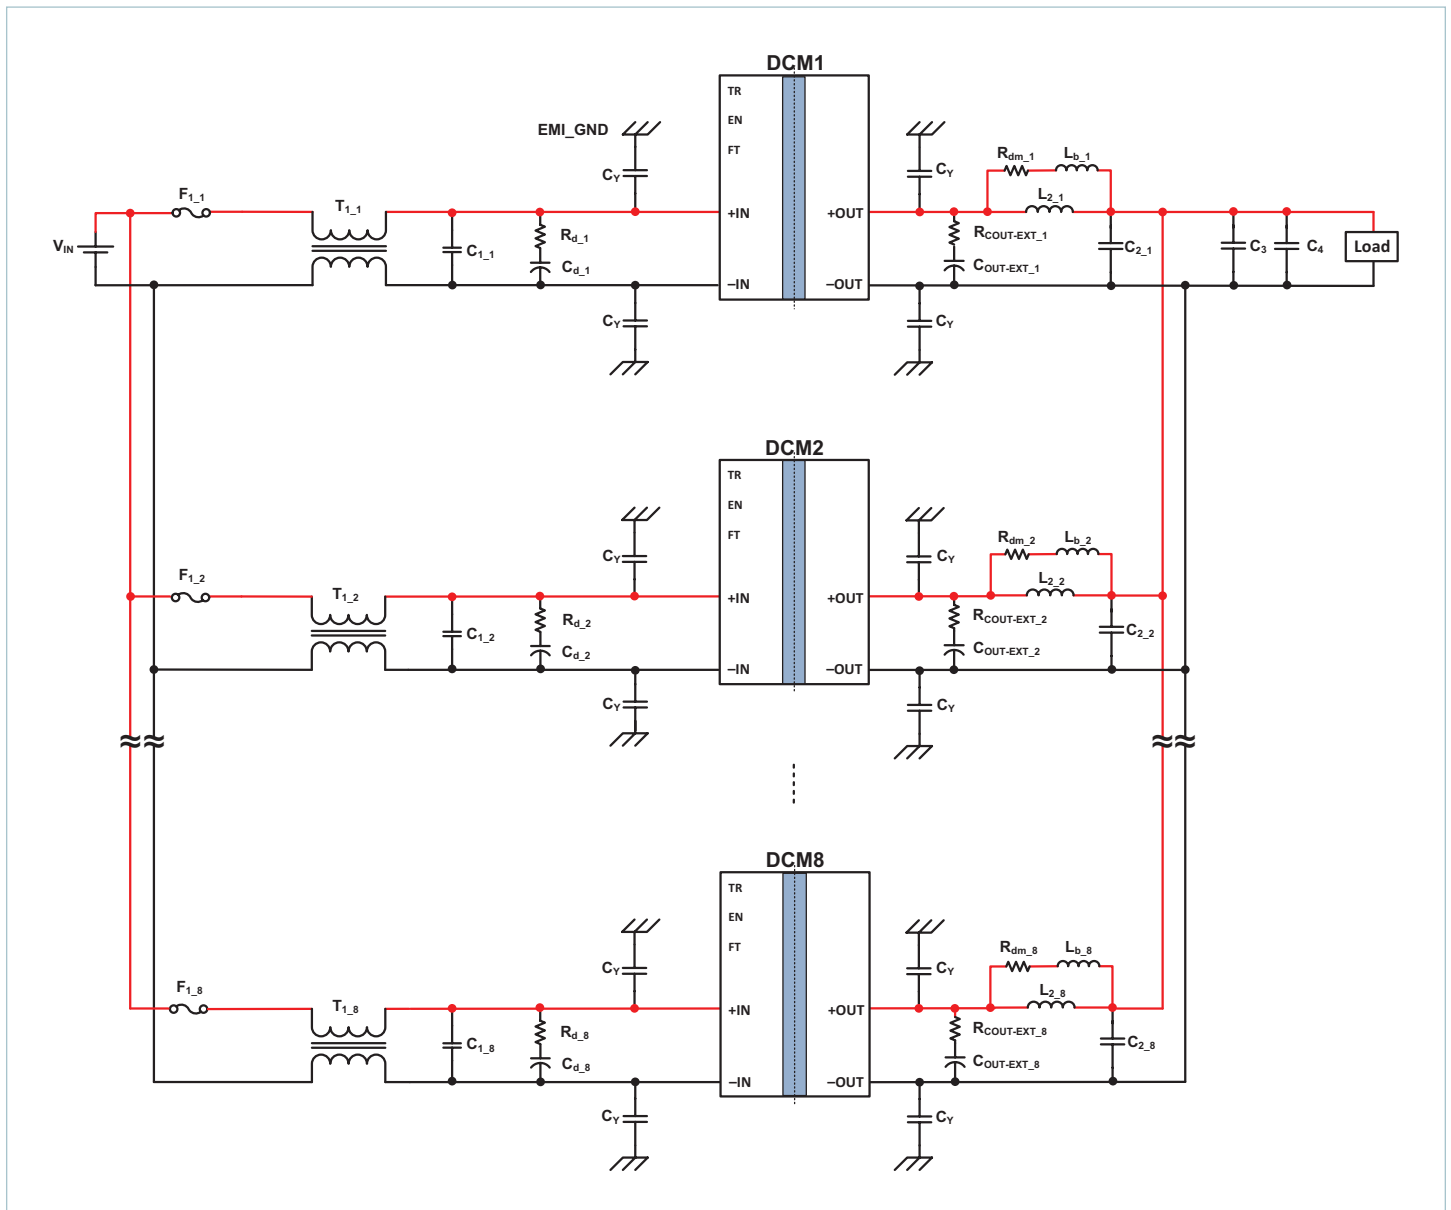 DCM1
TR
EN
FT
+IN
–IN
+OUT
–OUT
EMI_GND
VIN
F1_1
T1_1
C1_1
Rd_1
Cd_1
CY
CY
CY
CY
RCOUT-EXT_1
COUT-EXT_1
Rdm_1
Lb_1
L2_1
C2_1
C3
C4
Load
DCM2
TR
EN
FT
+IN
–IN
+OUT
–OUT
F1_2
T1_2
C1_2
Rd_2
Cd_2
CY
CY
CY
CY
RCOUT-EXT_2
COUT-EXT_2
Rdm_2
Lb_2
L2_2
C2_2
DCM8
TR
EN
FT
+IN
–IN
+OUT
–OUT
F1_8
T1_8
C1_8
Rd_8
Cd_8
CY
CY
CY
CY
RCOUT-EXT_8
COUT-EXT_8
Rdm_8
Lb_8
L2_8
C2_8